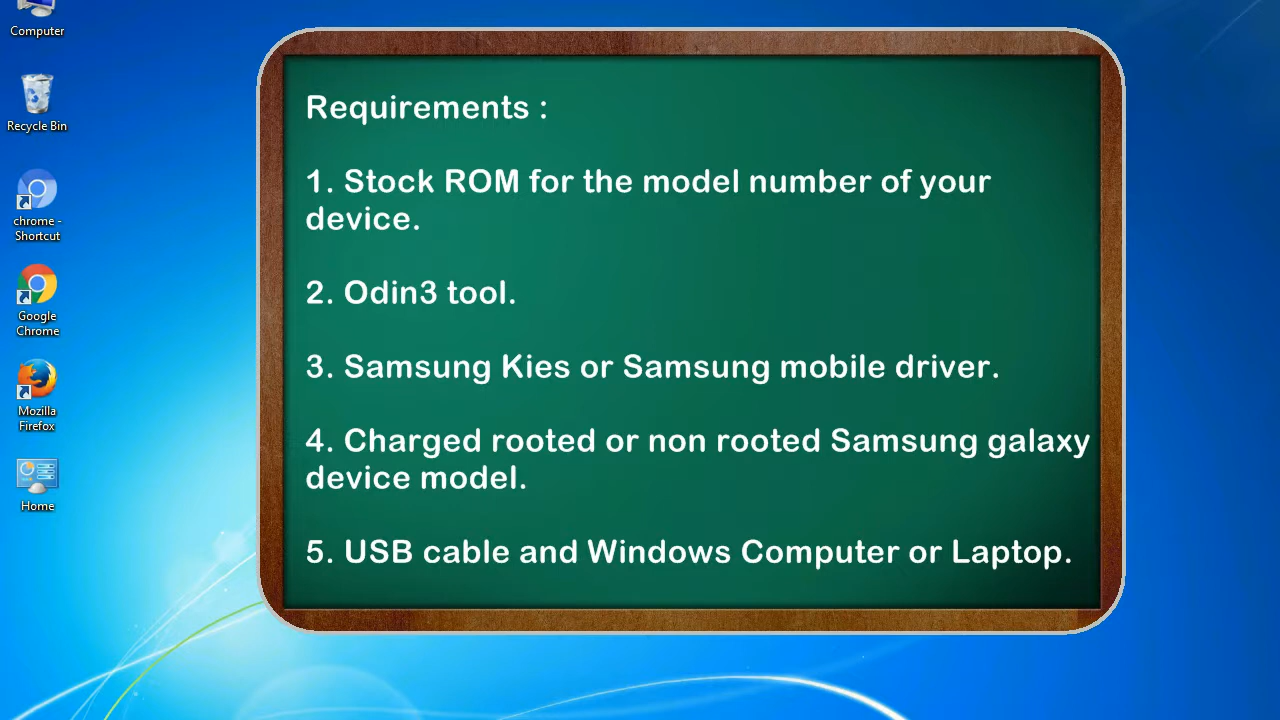 Computer
Recycle Bin
chrome -
Shortcut
Google
Chrome
Mozilla
Firefox
Home
Requirements :
1. Stock ROM for the model number of your
device.
2. Odin3 tool.
3. Samsung Kies or Samsung mobile driver.
4. Charged rooted or non rooted Samsung galaxy
device model.
5. USB cable and Windows Computer or Laptop.